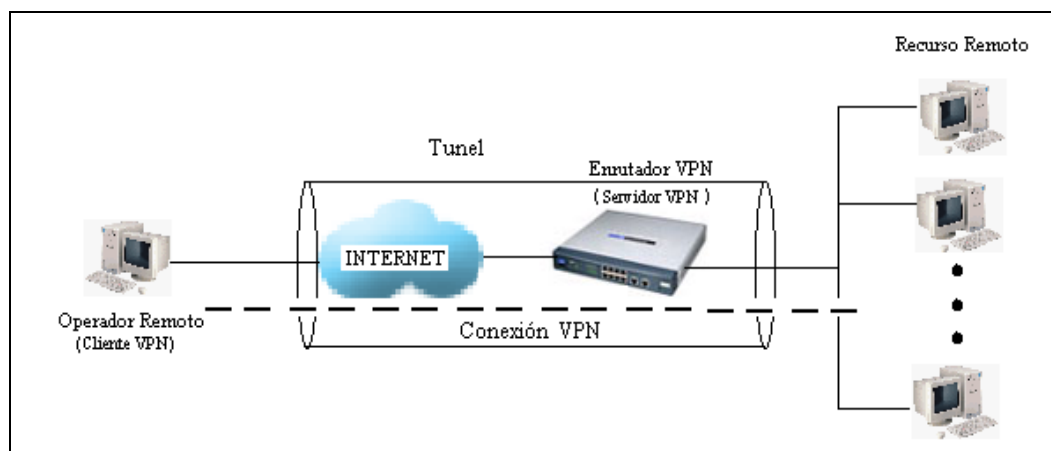 Recurso Remoto
Tunel
Enrutador VPN
( Servidor VPN )
INTERNET
Operador Remoto
(Cliente VPN)
Conexión VPN